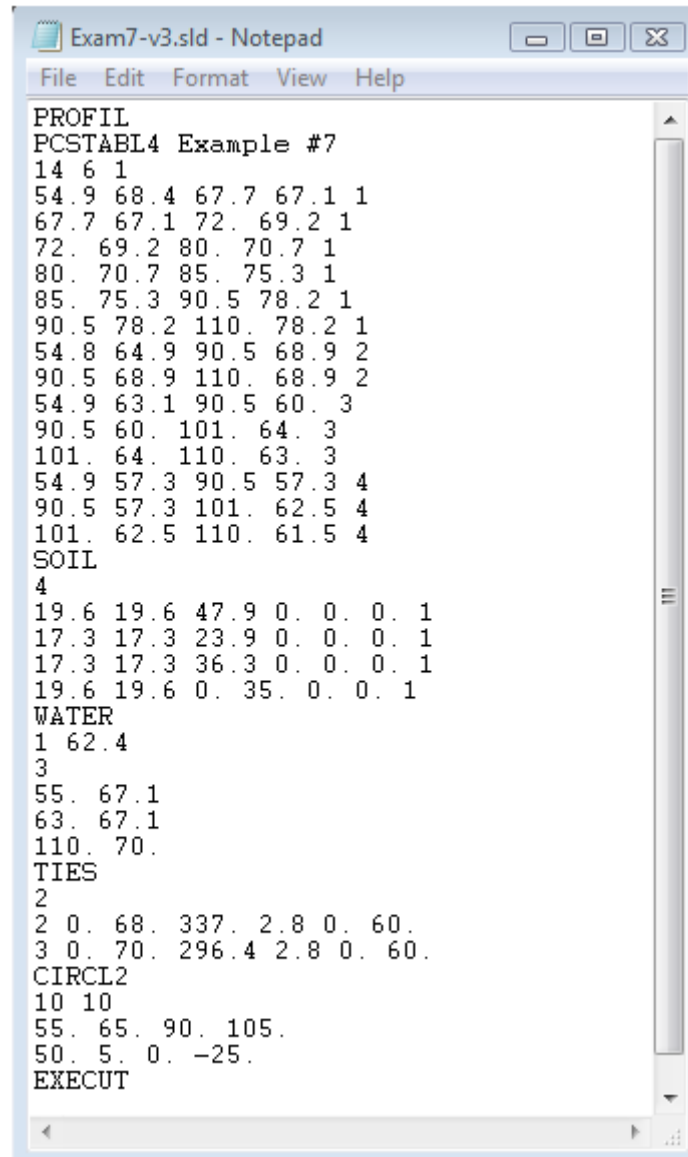 Exam7-v3.sld - Notepad
File Edit Format View Help
PROFIL
PCSTABL4 Example #7
14 6 1
54.9 68.4 67.7 67.1 1
67.7 67.1 72. 69.2 1
72. 69.2 80. 70.7 1
80. 70.7 85. 75.3 1
85. 75.3 90.5 78.2 1
90.5 78.2 110. 78.2 1
54.8 64.9 90.5 68.9 2
90.5 68.9 110. 68.9 2
54.9 63.1 90.5 60. 3
90.5 60. 101. 64. 3
101. 64. 110. 63. 3
54.9 57.3 90.5 57.3 4
90.5 57.3 101. 62.5 4
101. 62.5 110. 61.5 4
SOIL
4
19.6 19.6 47.9 0. 0. 0. 1
17.3 17.3 23.9 0. 0. 0. 1
17.3 17.3 36.3 0. 0. 0. 1
19.6 19.6 0. 35. 0. 0. 1
WATER
1 62.4
3
55. 67.1
63. 67.1
110. 70.
TIES
2
2 0. 68. 337. 2.8 0. 60.
3 0. 70. 296.4 2.8 0. 60.
CIRCL2
10 10
55. 65. 90. 105.
50. 5. 0. -25.
EXECUT